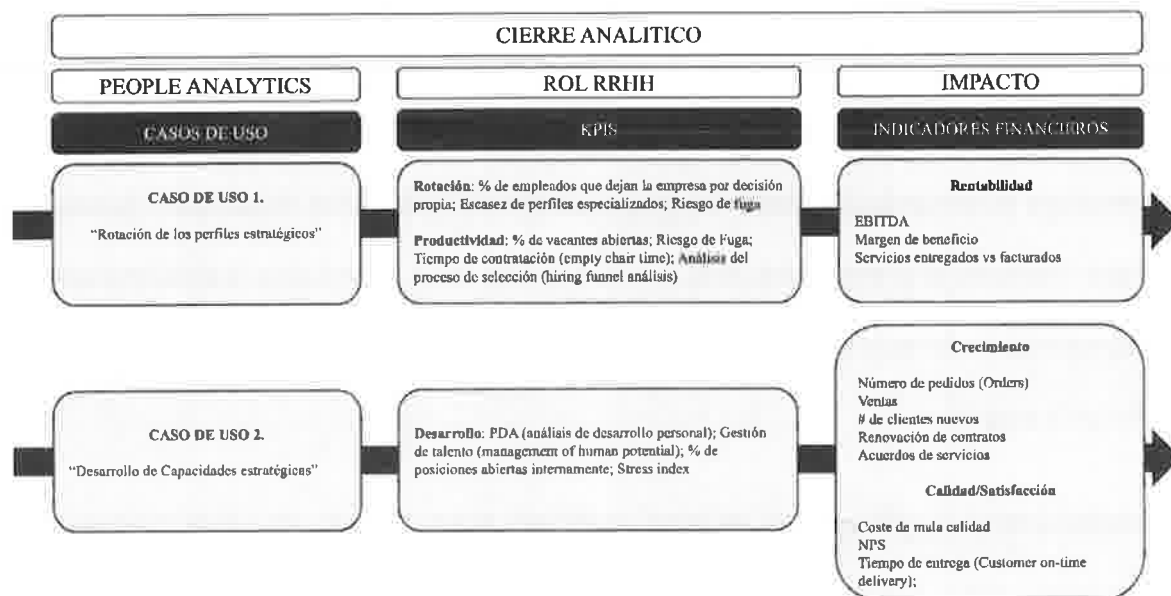 CIERRE ANALITICO
PEOPLE ANALYTICS
ROL RRHH
IMPACTO
CASOS DE USO
KPIS
INDICADORES FINANCIEROS
CASO DE USO 1.
“Rotación de los perfiles estratégicos”
Rotación: % de empleados que dejan la empresa por decisión
propia; Escasez de perfiles especializados; Riesgo de fuga
Productividad: % de vacantes abiertas; Riesgo de Fuga;
Tiempo de contratación (empty chair time); Análisis del
proceso de selección (hiring funnel análisis)
Rentabilidad
EBITDA
Margen de beneficio
Servicios entregados vs facturados
CASO DE USO 2.
“Desarrollo de Capacidades estratégicas”
Desarrollo: PDA (análisis de desarrollo personal); Gestión
de talento (management of human potential); % de
posiciones abiertas internamente; Stress index
Crecimiento
Número de pedidos (Orders)
Ventas
# de clientes nuevos
Renovación de contratos
Acuerdos de servicios
Calidad/Satisfacción
Coste de mala calidad
NPS
Tiempo de entrega (Customer on-time
delivery);